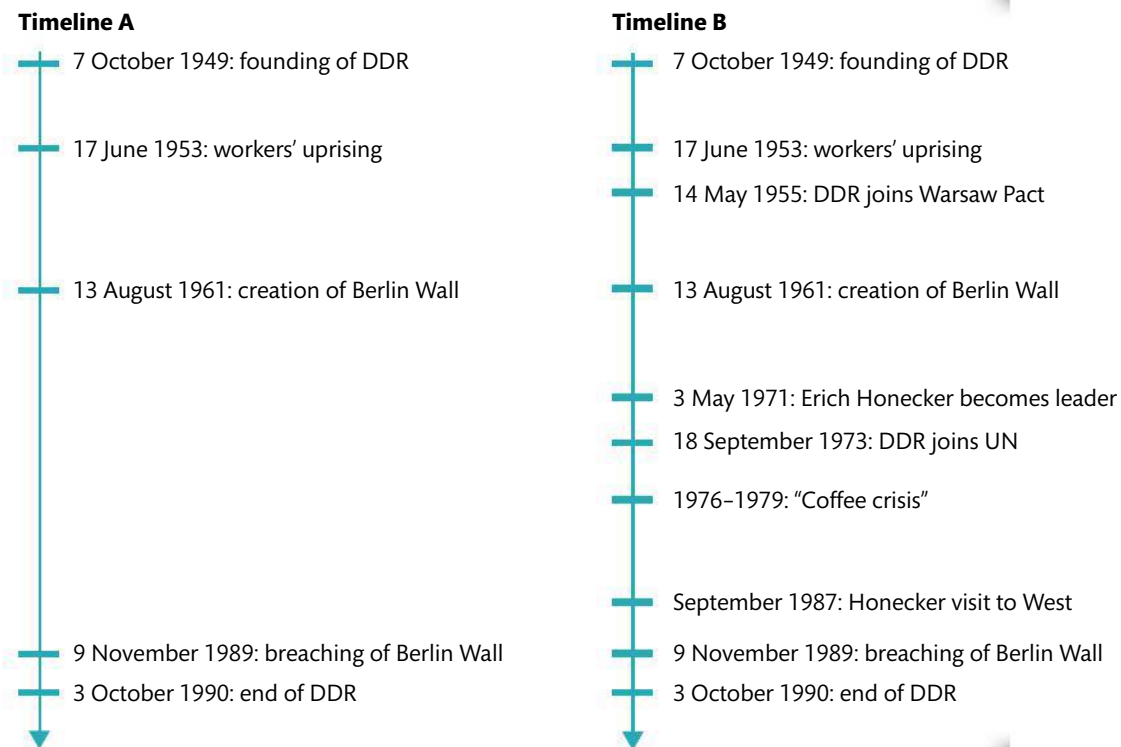 Timeline A
7 October 1949: founding of DDR
17 June 1953: workers’ uprising
13 August 1961: creation of Berlin Wall
9 November 1989: breaching of Berlin Wall
3 October 1990: end of DDR
Timeline B
7 October 1949: founding of DDR
17 June 1953: workers’ uprising
14 May 1955: DDR joins Warsaw Pact
13 August 1961: creation of Berlin Wall
3 May 1971: Erich Honecker becomes leader
18 September 1973: DDR joins UN
1976–1979: “Coffee crisis”
September 1987: Honecker visit to West
9 November 1989: breaching of Berlin Wall
3 October 1990: end of DDR